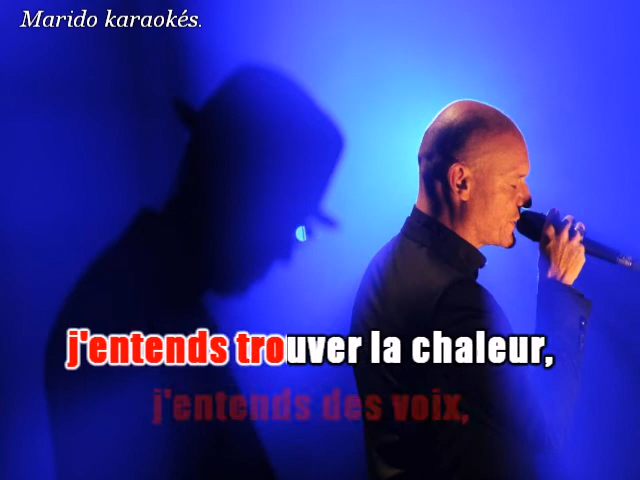 Marido karaokés.
j'entends trouver la chaleur,
j'entends des voix,